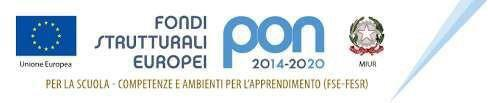 FONDI
STRUTTURALI
EUROPEI
pon
2014-2020
Unione Europea
MIUR
PER LA SCUOLA - COMPETENZE E AMBIENTI PER L'APPRENDIMENTO (FSE-FESR)